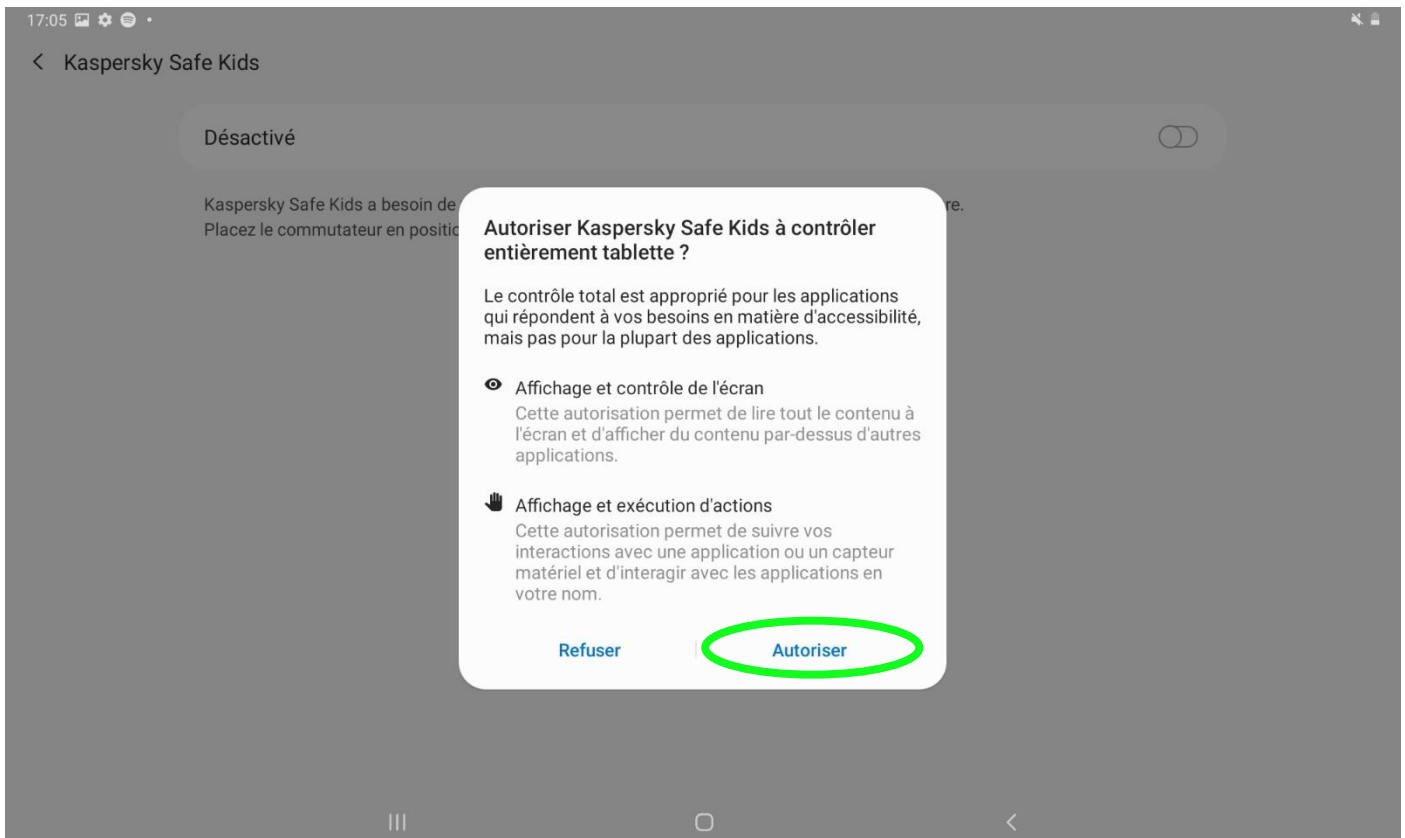 17:05
Kaspersky Safe Kids
Désactivé
Kaspersky Safe Kids a besoin de re.
Placez le commutateur en positic
Autoriser Kaspersky Safe Kids à contrôler
entièrement tablette ?
Le contrôle total est approprié pour les applications
qui répondent à vos besoins en matière d'accessibilité,
mais pas pour la plupart des applications.
Affichage et contrôle de l'écran
Cette autorisation permet de lire tout le contenu à
l'écran et d'afficher du contenu par-dessus d'autres
applications.
Affichage et exécution d'actions
Cette autorisation permet de suivre vos
interactions avec une application ou un capteur
matériel et d'interagir avec les applications en
votre nom.
Refuser Autoriser